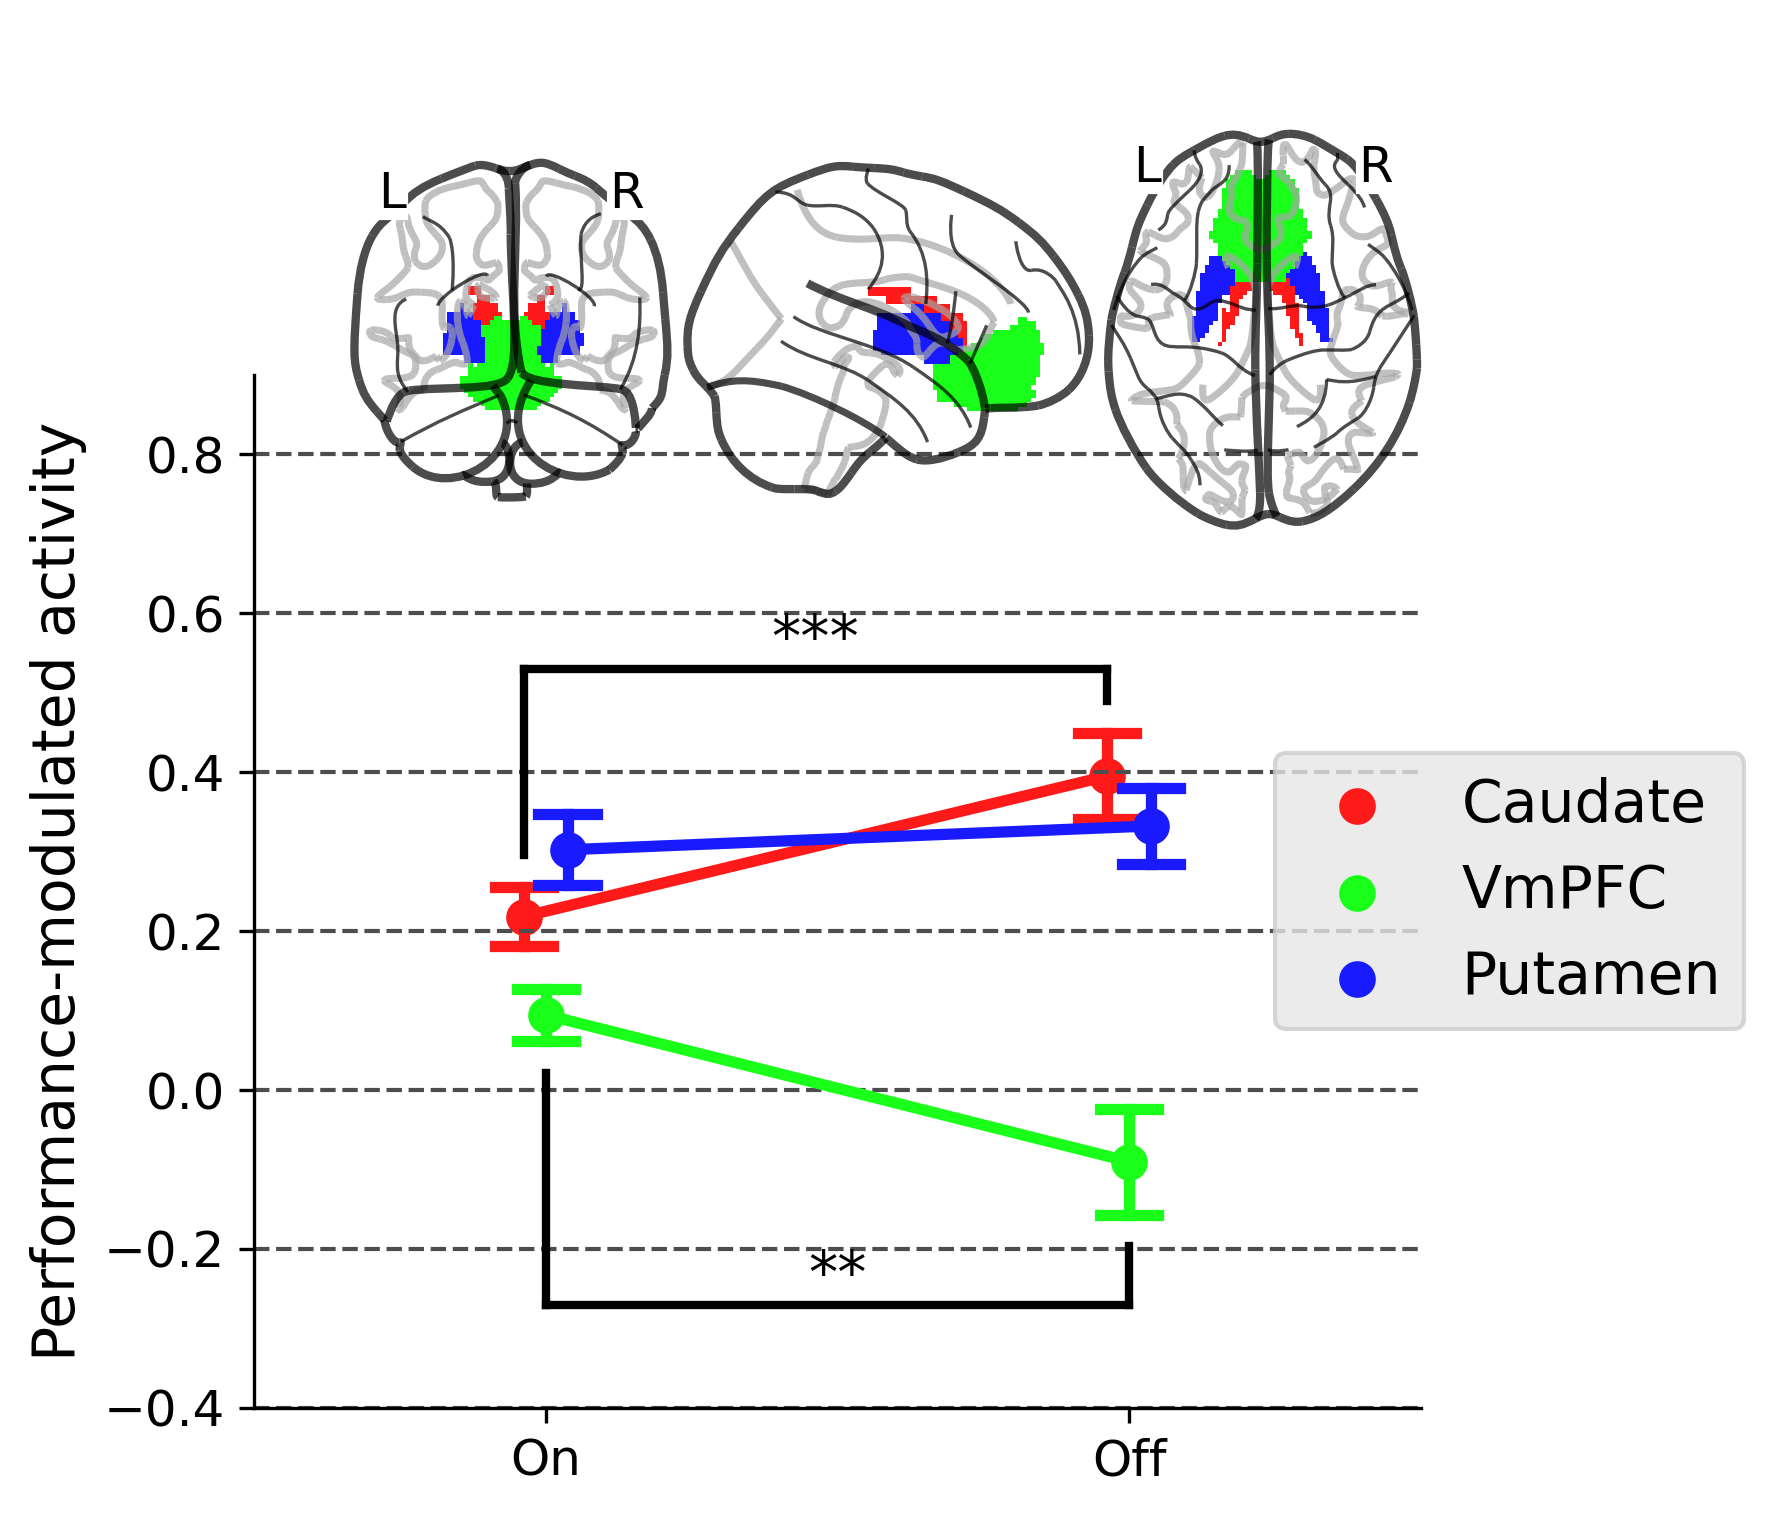 L R L R
Performance-modulated activity
0.8
0.6
0.4
0.2
0.0
−0.2
−0.4
***
**
Caudate
VmPFC
Putamen
On Off